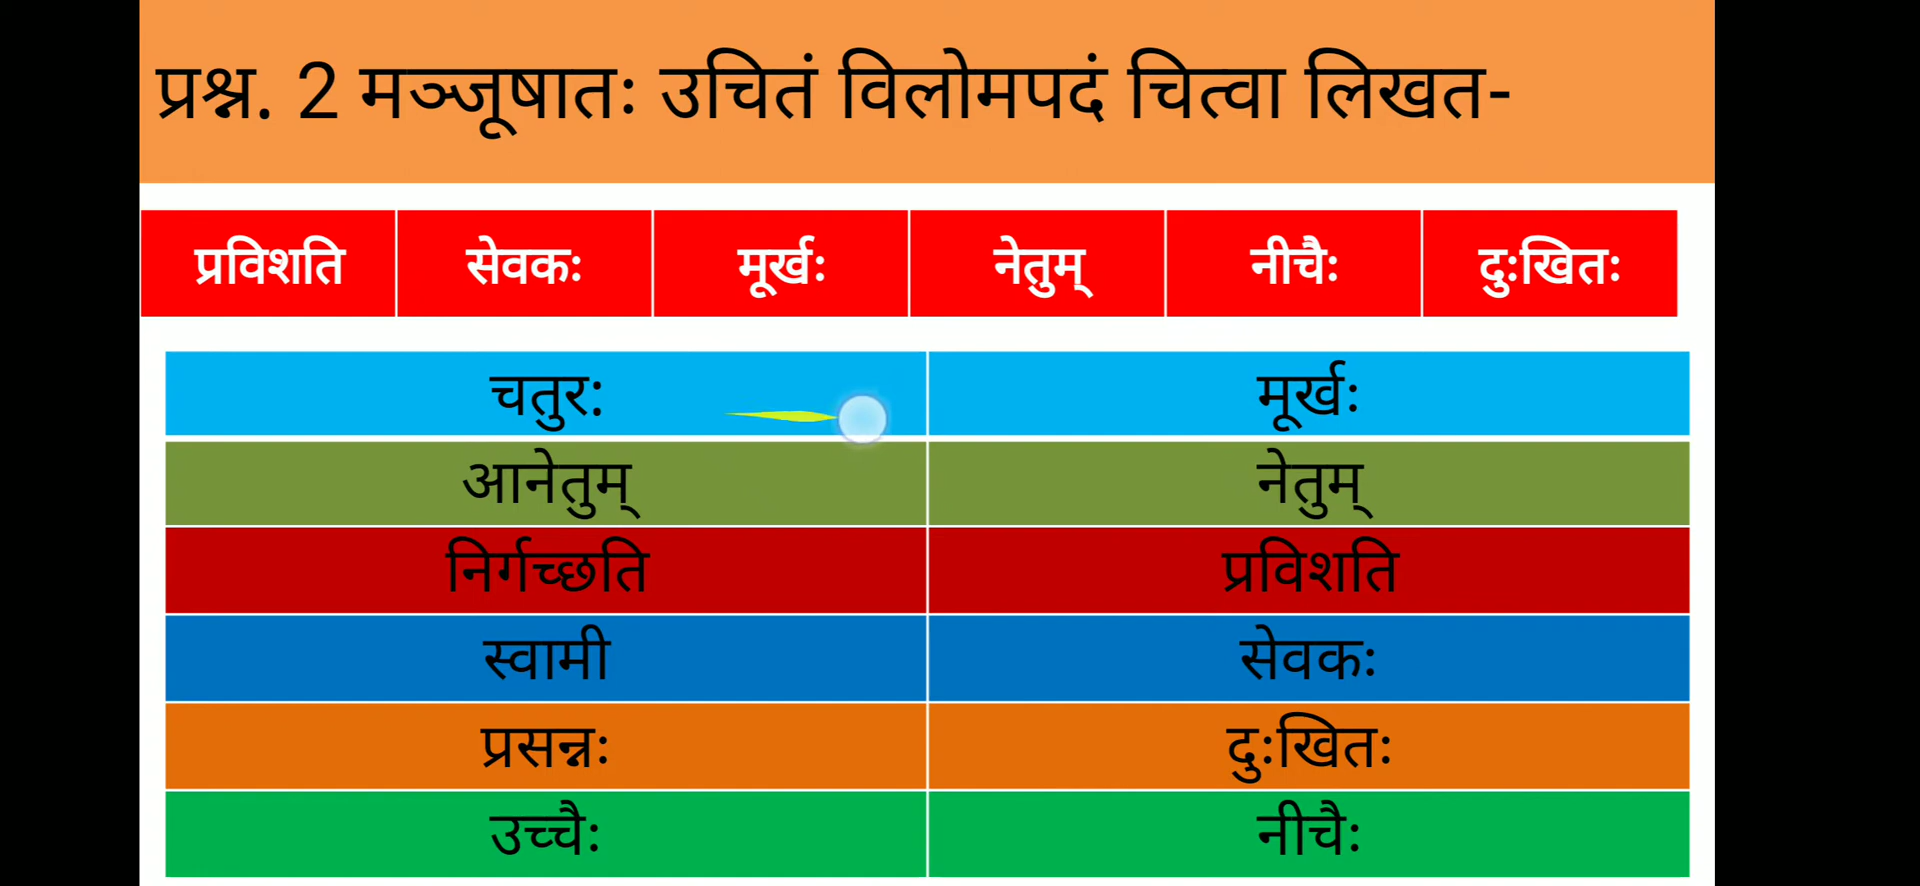 प्रश्न. 2 मञ्जूषातः उचितं विलोमपदं चित्वा लिखत-
प्रविशति सेवकः मूर्खः नेतुम् नीचैः दुःखितः
चतुर: मूर्खः
आनेतुम् नेतुम्
निर्गच्छति प्रविशति
स्वामी सेवकः
प्रसन्नः दुःखितः
उच्चैः नीचैः